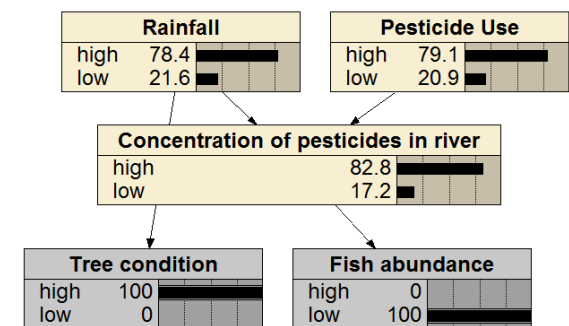 Rainfall
high 78.4
low 21.6
Pesticide Use
high 79.1
low 20.9
Concentration of pesticides in river
high 82.8
low 17.2
Tree condition
high 100
low 0
Fish abundance
high 0
low 100